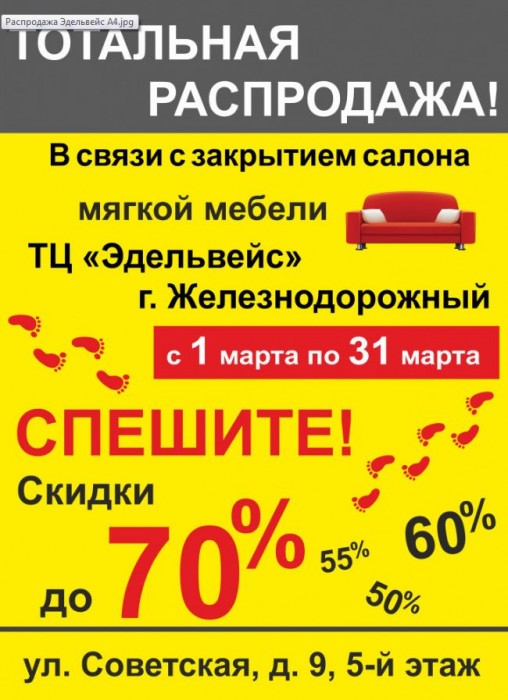 Распродажа Эдельвейс А4.jpg
ТОТАЛЬНАЯ
РАСПРОДАЖА!
В связи с закрытием салона
мягкой мебели
ТЦ «Эдельвейс»
г. Железнодорожный
с 1 марта по 31 марта
СПЕШИТЕ!
Скидки
до 70% 55% 60%
50%
ул. Советская, д. 9, 5-й этаж